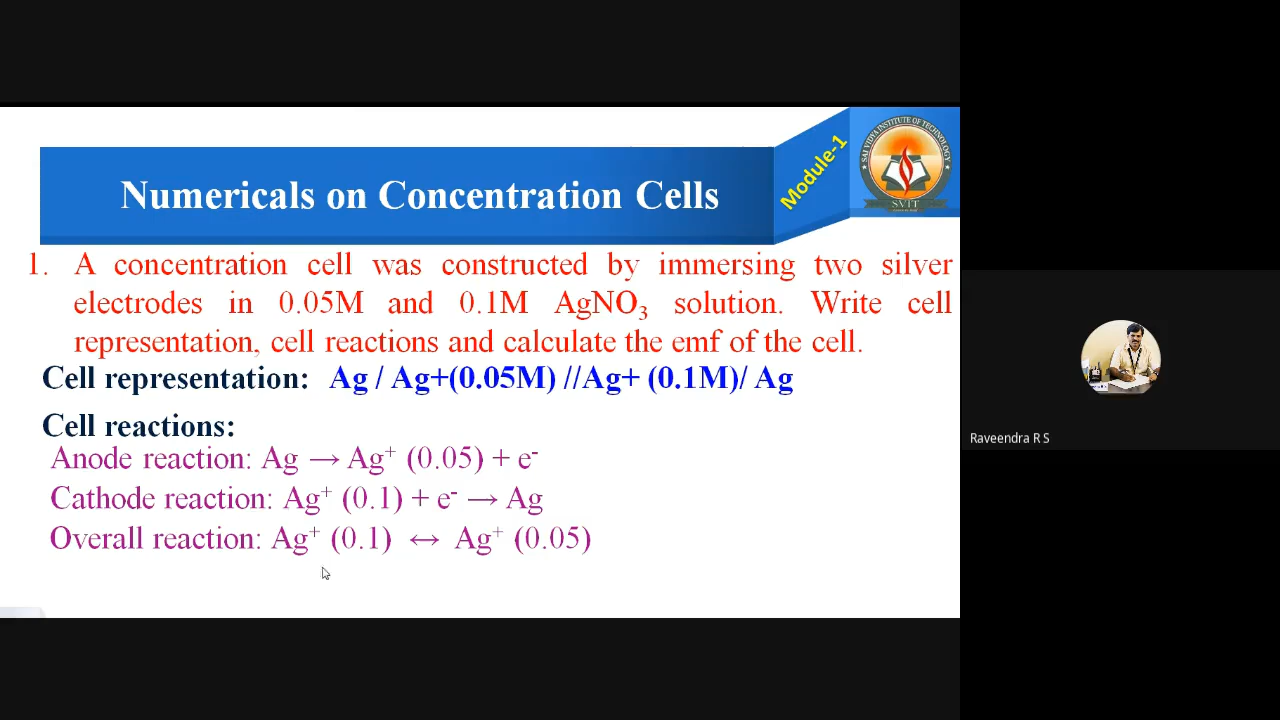 Numericals on Concentration Cells
Module-1
SAI VIDYA INSTITUTE OF TECHNOLOGY
SVIT
1. A concentration cell was constructed by immersing two silver
electrodes in 0.05M and 0.1M AgNO₃ solution. Write cell
representation, cell reactions and calculate the emf of the cell.
Cell representation: Ag / Ag+(0.05M) //Ag+ (0.1M)/ Ag
Cell reactions:
Anode reaction: Ag → Ag⁺ (0.05) + e⁻
Cathode reaction: Ag⁺ (0.1) + e⁻ → Ag
Overall reaction: Ag⁺ (0.1) ↔ Ag⁺ (0.05)
Raveendra R S